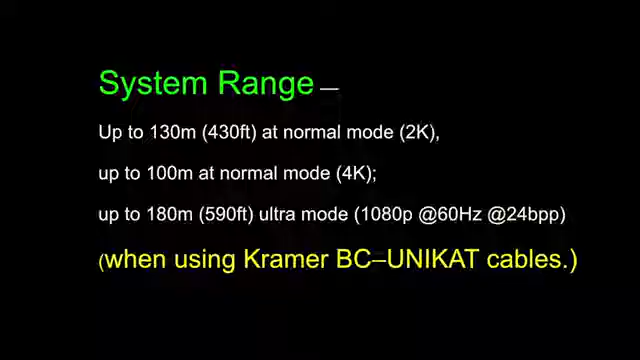 System Range —
Up to 130m (430ft) at normal mode (2K),
up to 100m at normal mode (4K);
up to 180m (590ft) ultra mode (1080p @60Hz @24bpp)
(when using Kramer BC–UNIKAT cables.)